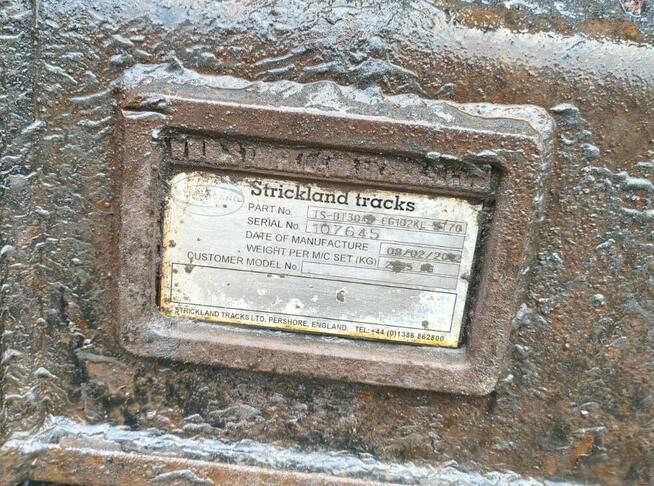 Strickland tracks
PART No.
SERIAL No. 107645
DATE OF MANUFACTURE
WEIGHT PER M/C SET (KG)
CUSTOMER MODEL No
STRICKLAND TRACKS LTD. PERSHORE, ENGLAND. TEL:+44 (0)1386 862800